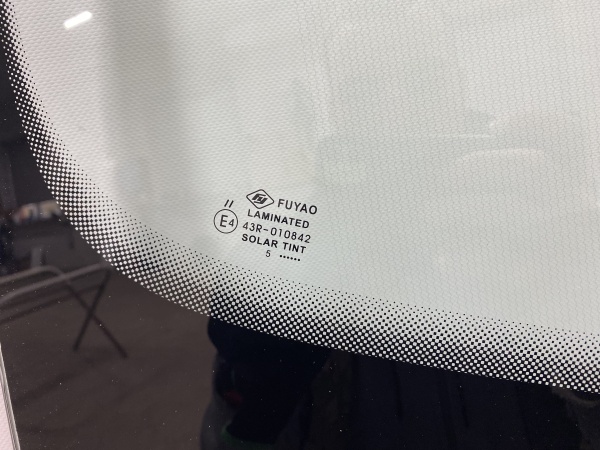 FUYAO
LAMINATED
II
E4
43R-010842
SOLAR TINT
5 ••••••